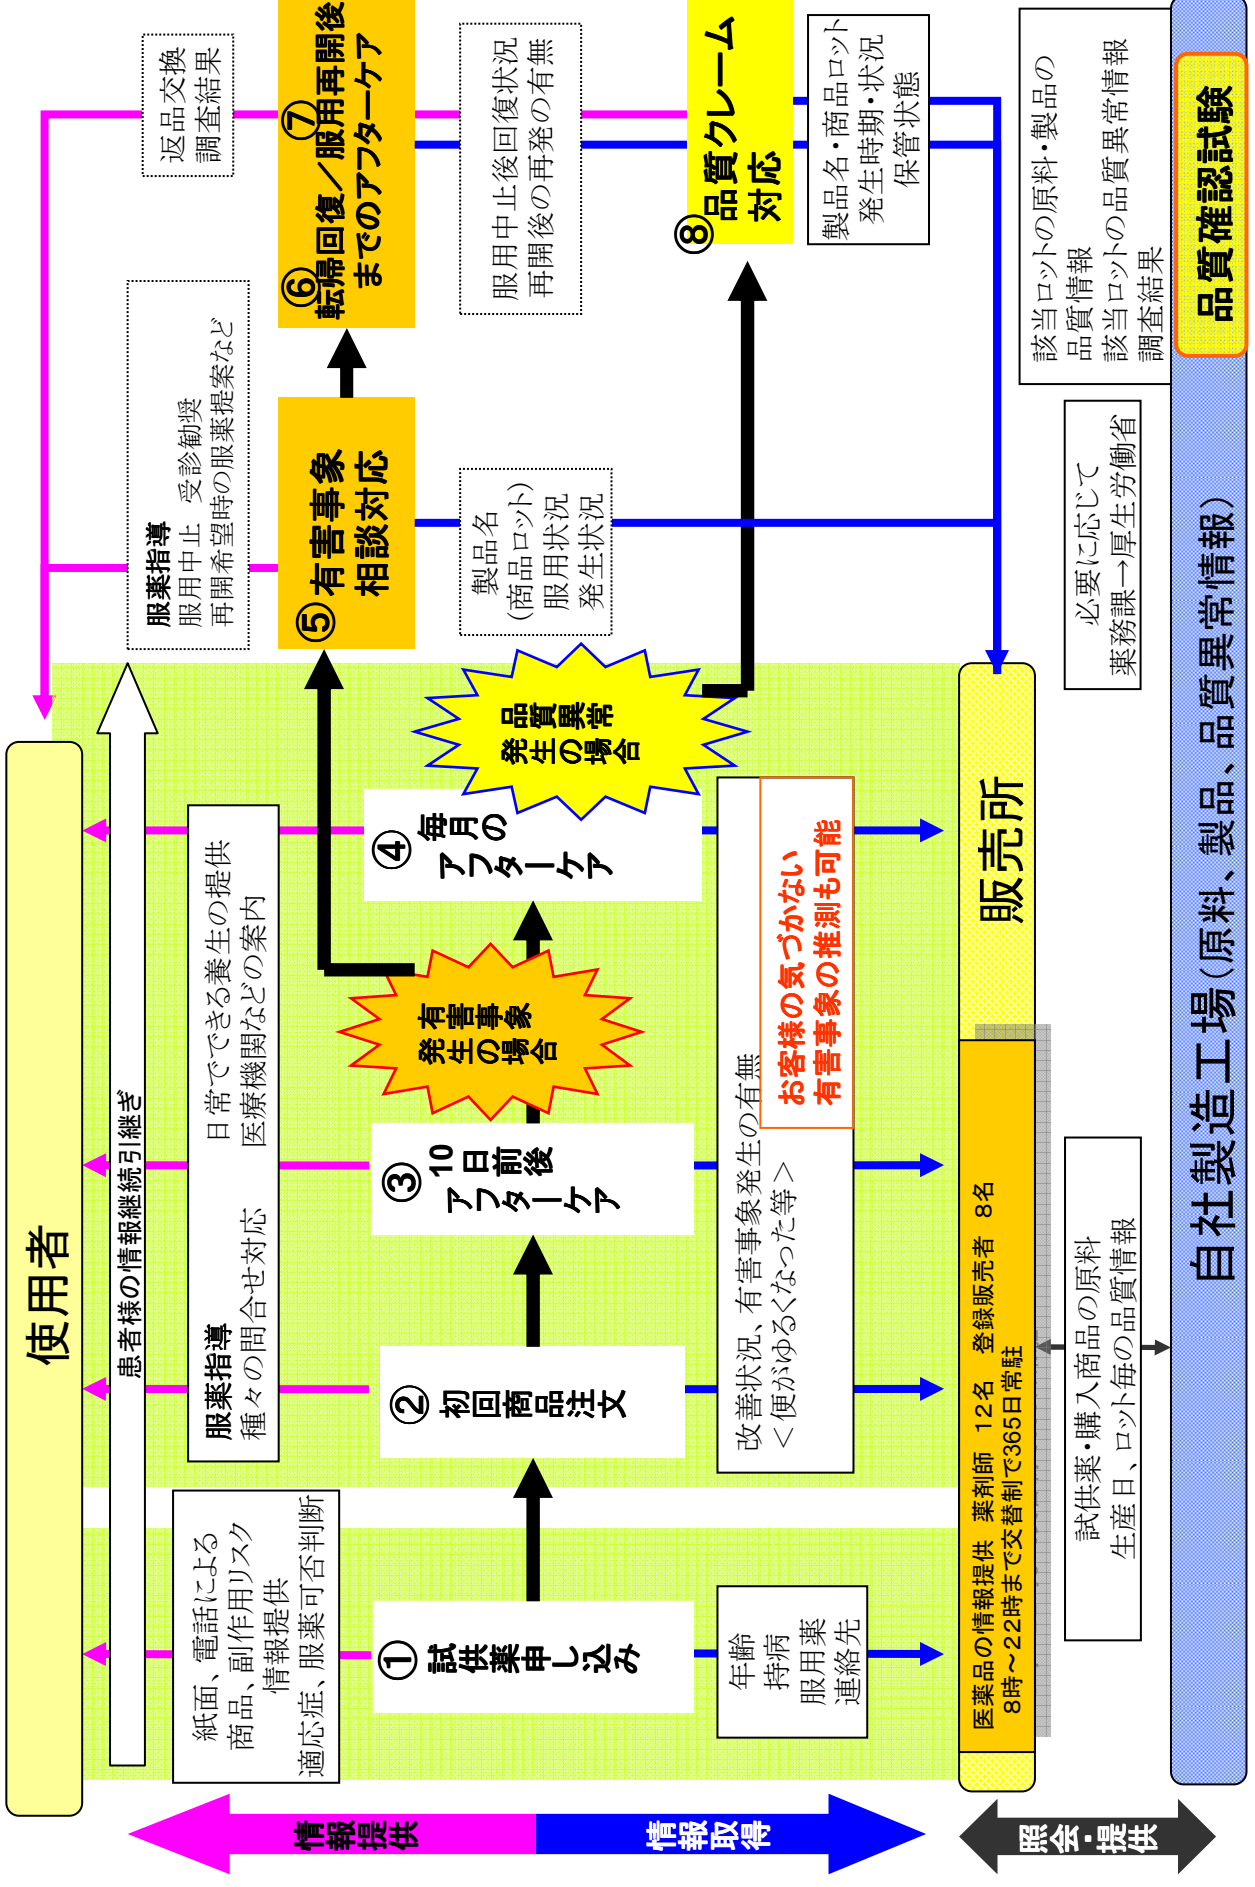 使用者
患者様の情報継続引継ぎ
紙面、電話による
商品、副作用リスク
情報提供
適応症、服薬可否判断
服薬指導
種々の問合せ対応
日常でできる養生の提供
医療機関などの案内
服薬指導
服用中止 受診勧奨
再開希望時の服薬提案など
返品交換
調査結果
①
試供薬申し込み
②
初回商品注文
③
10
日前後
アフターケア
④
毎月の
アフターケア
有害事象
発生の場合
品質異常
発生の場合
⑤
有害事象
相談対応
⑥
⑦
転帰回復／服用再開後
までのアフターケア
⑧
品質クレーム
対応
年齢
持病
服用薬
連絡先
改善状況、有害事象発生の有無
＜便がゆるくなった等＞
お客様の気づかない
有害事象の推測も可能
製品名
(商品ロット)
服用状況
発生状況
服用中止後回復状況
再開後の再発の有無
製品名・商品ロット
発生時期・状況
保管状態
販売所
医薬品の情報提供 薬剤師 12名 登録販売者 8名
8時～22時まで交替制で365日常駐
試供薬・購入商品の原料
生産日、ロット毎の品質情報
必要に応じて
薬務課→厚生労働省
該当ロットの原料・製品の
品質情報
該当ロットの品質異常情報
調査結果
自社製造工場(原料、製品、品質異常情報)
品質確認試験
情報提供
情報取得
照会・提供